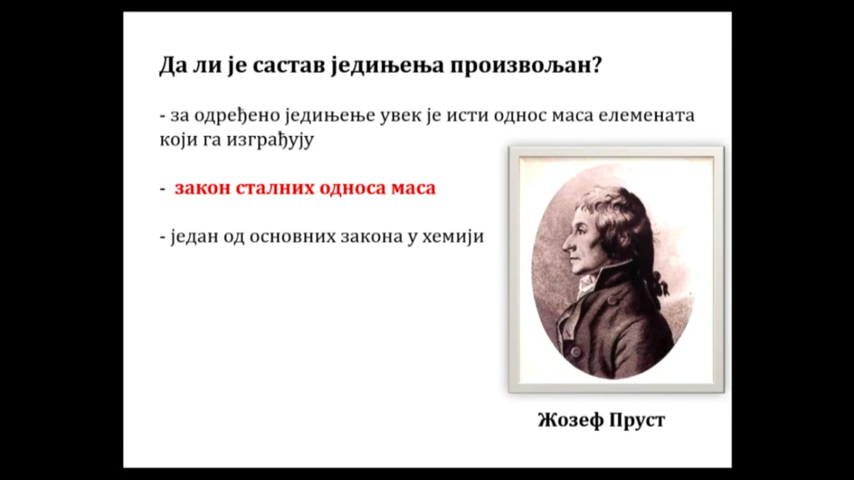 Да ли је састав једињења произвољан?
- за одређено једињење увек је исти однос маса елемената
који га изграђују
- закон сталних односа маса
- један од основних закона у хемији
Жозеф Пруст